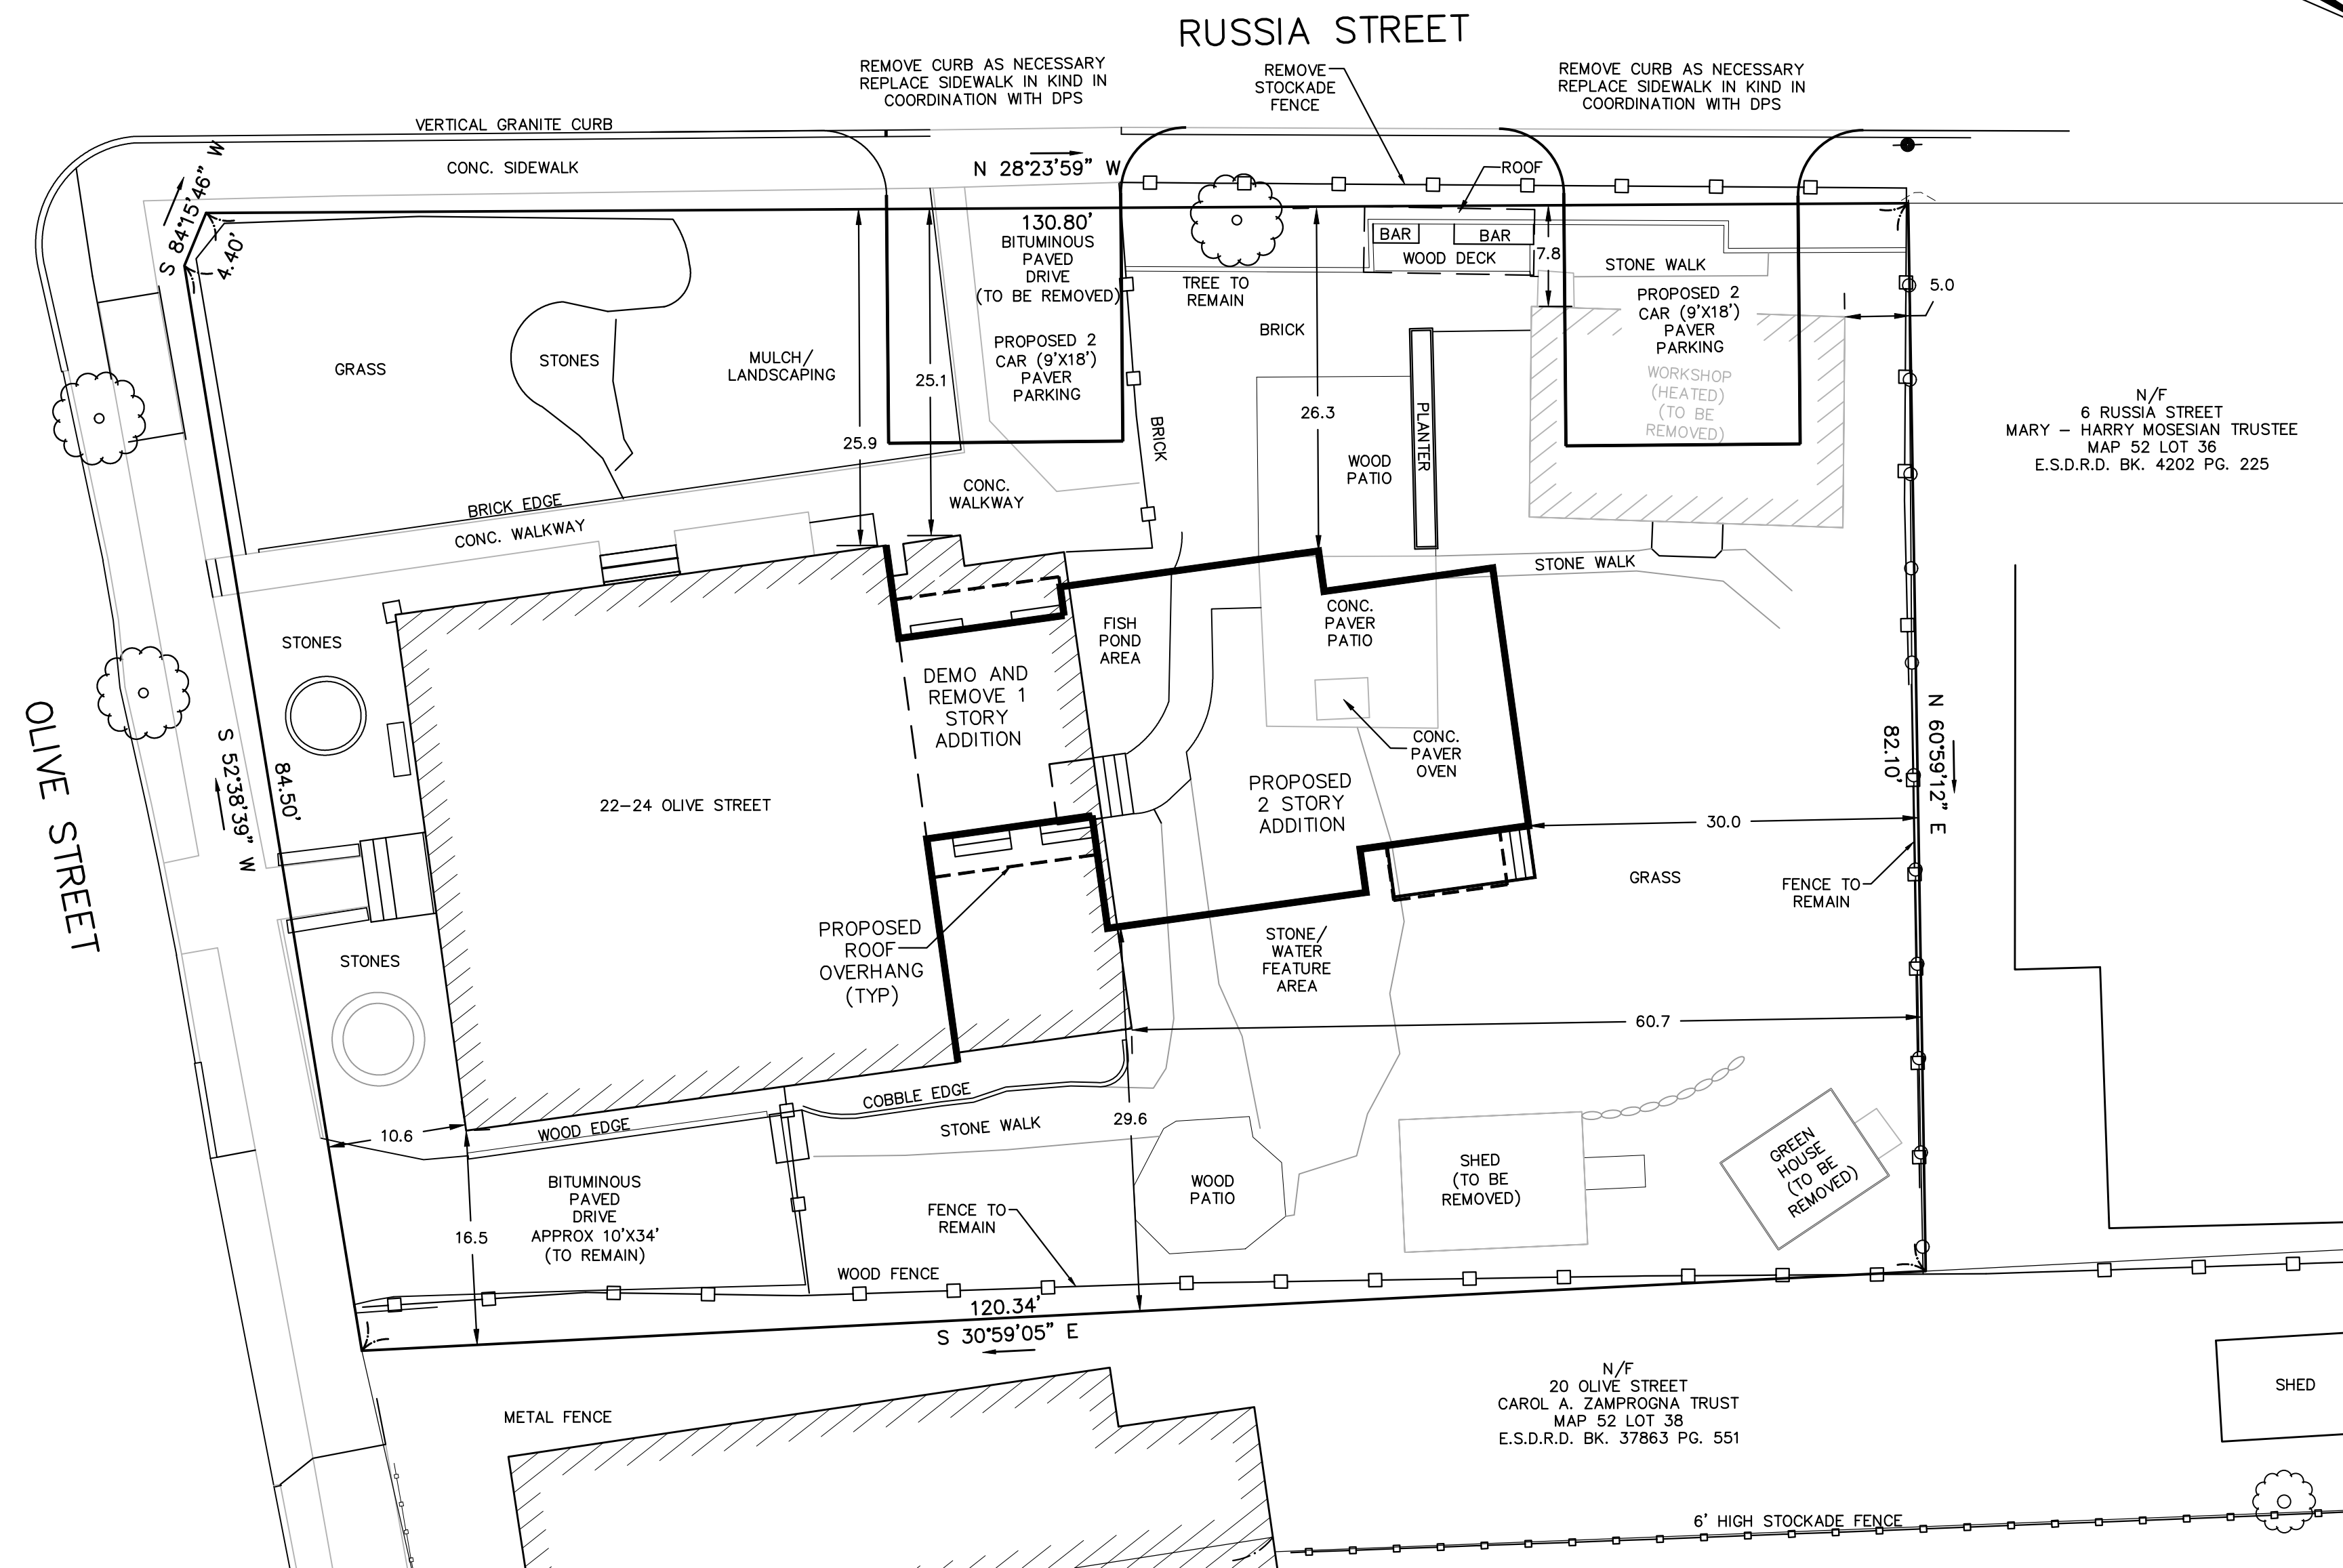 RUSSIA STREET
REMOVE CURB AS NECESSARY
REPLACE SIDEWALK IN KIND IN
COORDINATION WITH DPS
REMOVE
STOCKADE
FENCE
REMOVE CURB AS NECESSARY
REPLACE SIDEWALK IN KIND IN
COORDINATION WITH DPS
VERTICAL GRANITE CURB
CONC. SIDEWALK
N 28°23'59" W
ROOF
S 84°15'46" W
4.40'
130.80'
BITUMINOUS
PAVED
DRIVE
(TO BE REMOVED)
TREE TO
REMAIN
BAR
BAR
WOOD DECK
7.8
STONE WALK
5.0
PROPOSED 2
CAR (9'X18')
PAVER
PARKING
WORKSHOP
(HEATED)
(TO BE
REMOVED)
BRICK
GRASS
STONES
MULCH/
LANDSCAPING
25.1
25.9
PROPOSED 2
CAR (9'X18')
PAVER
PARKING
BRICK
26.3
PLANTER
WOOD
PATIO
N/F
6 RUSSIA STREET
MARY – HARRY MOSESIAN TRUSTEE
MAP 52 LOT 36
E.S.D.R.D. BK. 4202 PG. 225
BRICK EDGE
CONC. WALKWAY
CONC.
WALKWAY
STONE WALK
STONES
FISH
POND
AREA
CONC.
PAVER
PATIO
DEMO AND
REMOVE 1
STORY
ADDITION
CONC.
PAVER
OVEN
OLIVE STREET
S 52°38'39" W
84.50'
22–24 OLIVE STREET
PROPOSED
2 STORY
ADDITION
30.0
82.10'
N 60°59'12" E
GRASS
FENCE TO
REMAIN
STONES
PROPOSED
ROOF
OVERHANG
(TYP)
STONE/
WATER
FEATURE
AREA
60.7
COBBLE EDGE
10.6
WOOD EDGE
STONE WALK
29.6
BITUMINOUS
PAVED
DRIVE
APPROX 10'X34'
(TO REMAIN)
16.5
FENCE TO
REMAIN
WOOD
PATIO
SHED
(TO BE
REMOVED)
GREEN
HOUSE
(TO BE
REMOVED)
WOOD FENCE
120.34'
S 30°59'05" E
METAL FENCE
N/F
20 OLIVE STREET
CAROL A. ZAMPROGNA TRUST
MAP 52 LOT 38
E.S.D.R.D. BK. 37863 PG. 551
SHED
6' HIGH STOCKADE FENCE